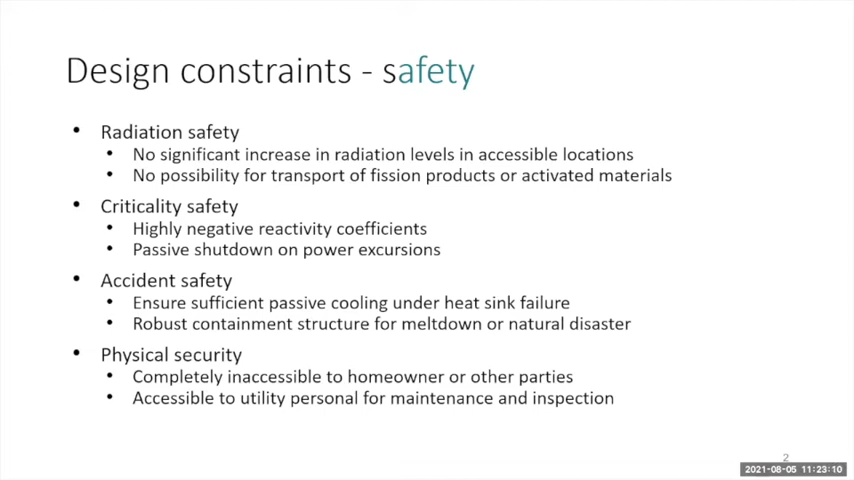 Design constraints - safety
• Radiation safety
• No significant increase in radiation levels in accessible locations
• No possibility for transport of fission products or activated materials
• Criticality safety
• Highly negative reactivity coefficients
• Passive shutdown on power excursions
• Accident safety
• Ensure sufficient passive cooling under heat sink failure
• Robust containment structure for meltdown or natural disaster
• Physical security
• Completely inaccessible to homeowner or other parties
• Accessible to utility personal for maintenance and inspection
2
2021-08-05 11:23:10